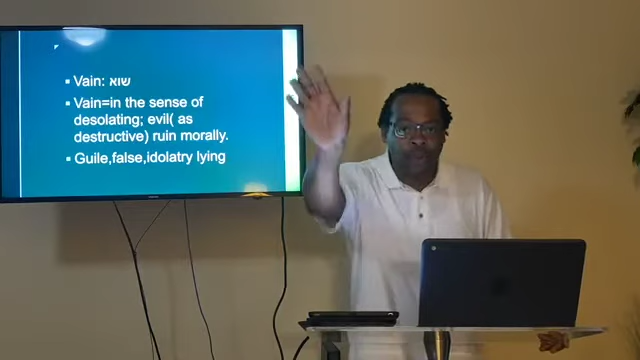 ▪ Vain: שוא
▪ Vain=in the sense of
desolating; evil( as
destructive) ruin morally.
▪ Guile,false,idolatry lying